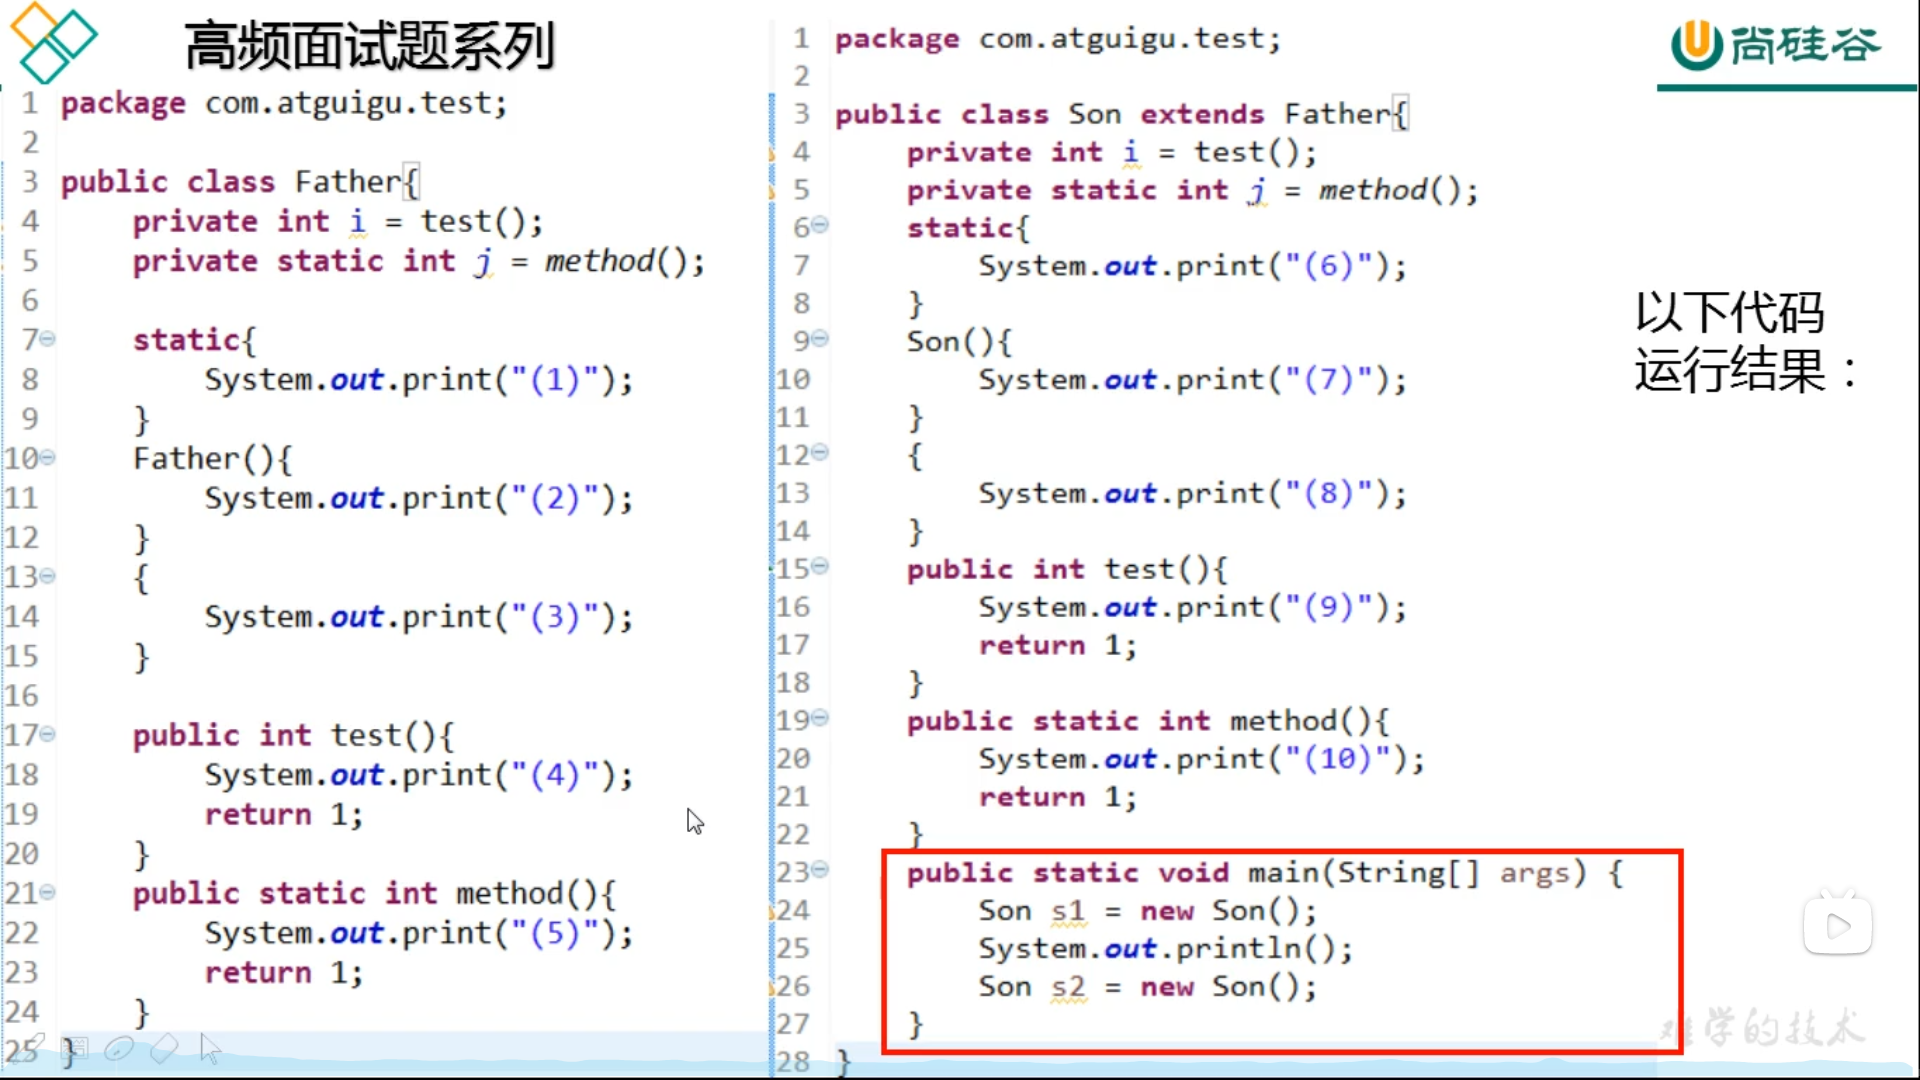 高频面试题系列
1 package com.atguigu.test;
2
3 public class Father{
4 private int i = test();
5 private static int j = method();
6
7 static{
8 System.out.print("(1)");
9 }
10 Father(){
11 System.out.print("(2)");
12 }
13 {
14 System.out.print("(3)");
15 }
16
17 public int test(){
18 System.out.print("(4)");
19 return 1;
20 }
21 public static int method(){
22 System.out.print("(5)");
23 return 1;
24 }
25 }
1 package com.atguigu.test;
2
3 public class Son extends Father{
4 private int i = test();
5 private static int j = method();
6 static{
7 System.out.print("(6)");
8 }
9 Son(){
10 System.out.print("(7)");
11 }
12 {
13 System.out.print("(8)");
14 }
15 public int test(){
16 System.out.print("(9)");
17 return 1;
18 }
19 public static int method(){
20 System.out.print("(10)");
21 return 1;
22 }
23 public static void main(String[] args) {
24 Son s1 = new Son();
25 System.out.println();
26 Son s2 = new Son();
27 }
28 }
尚硅谷
以下代码
运行结果：
难学的技术